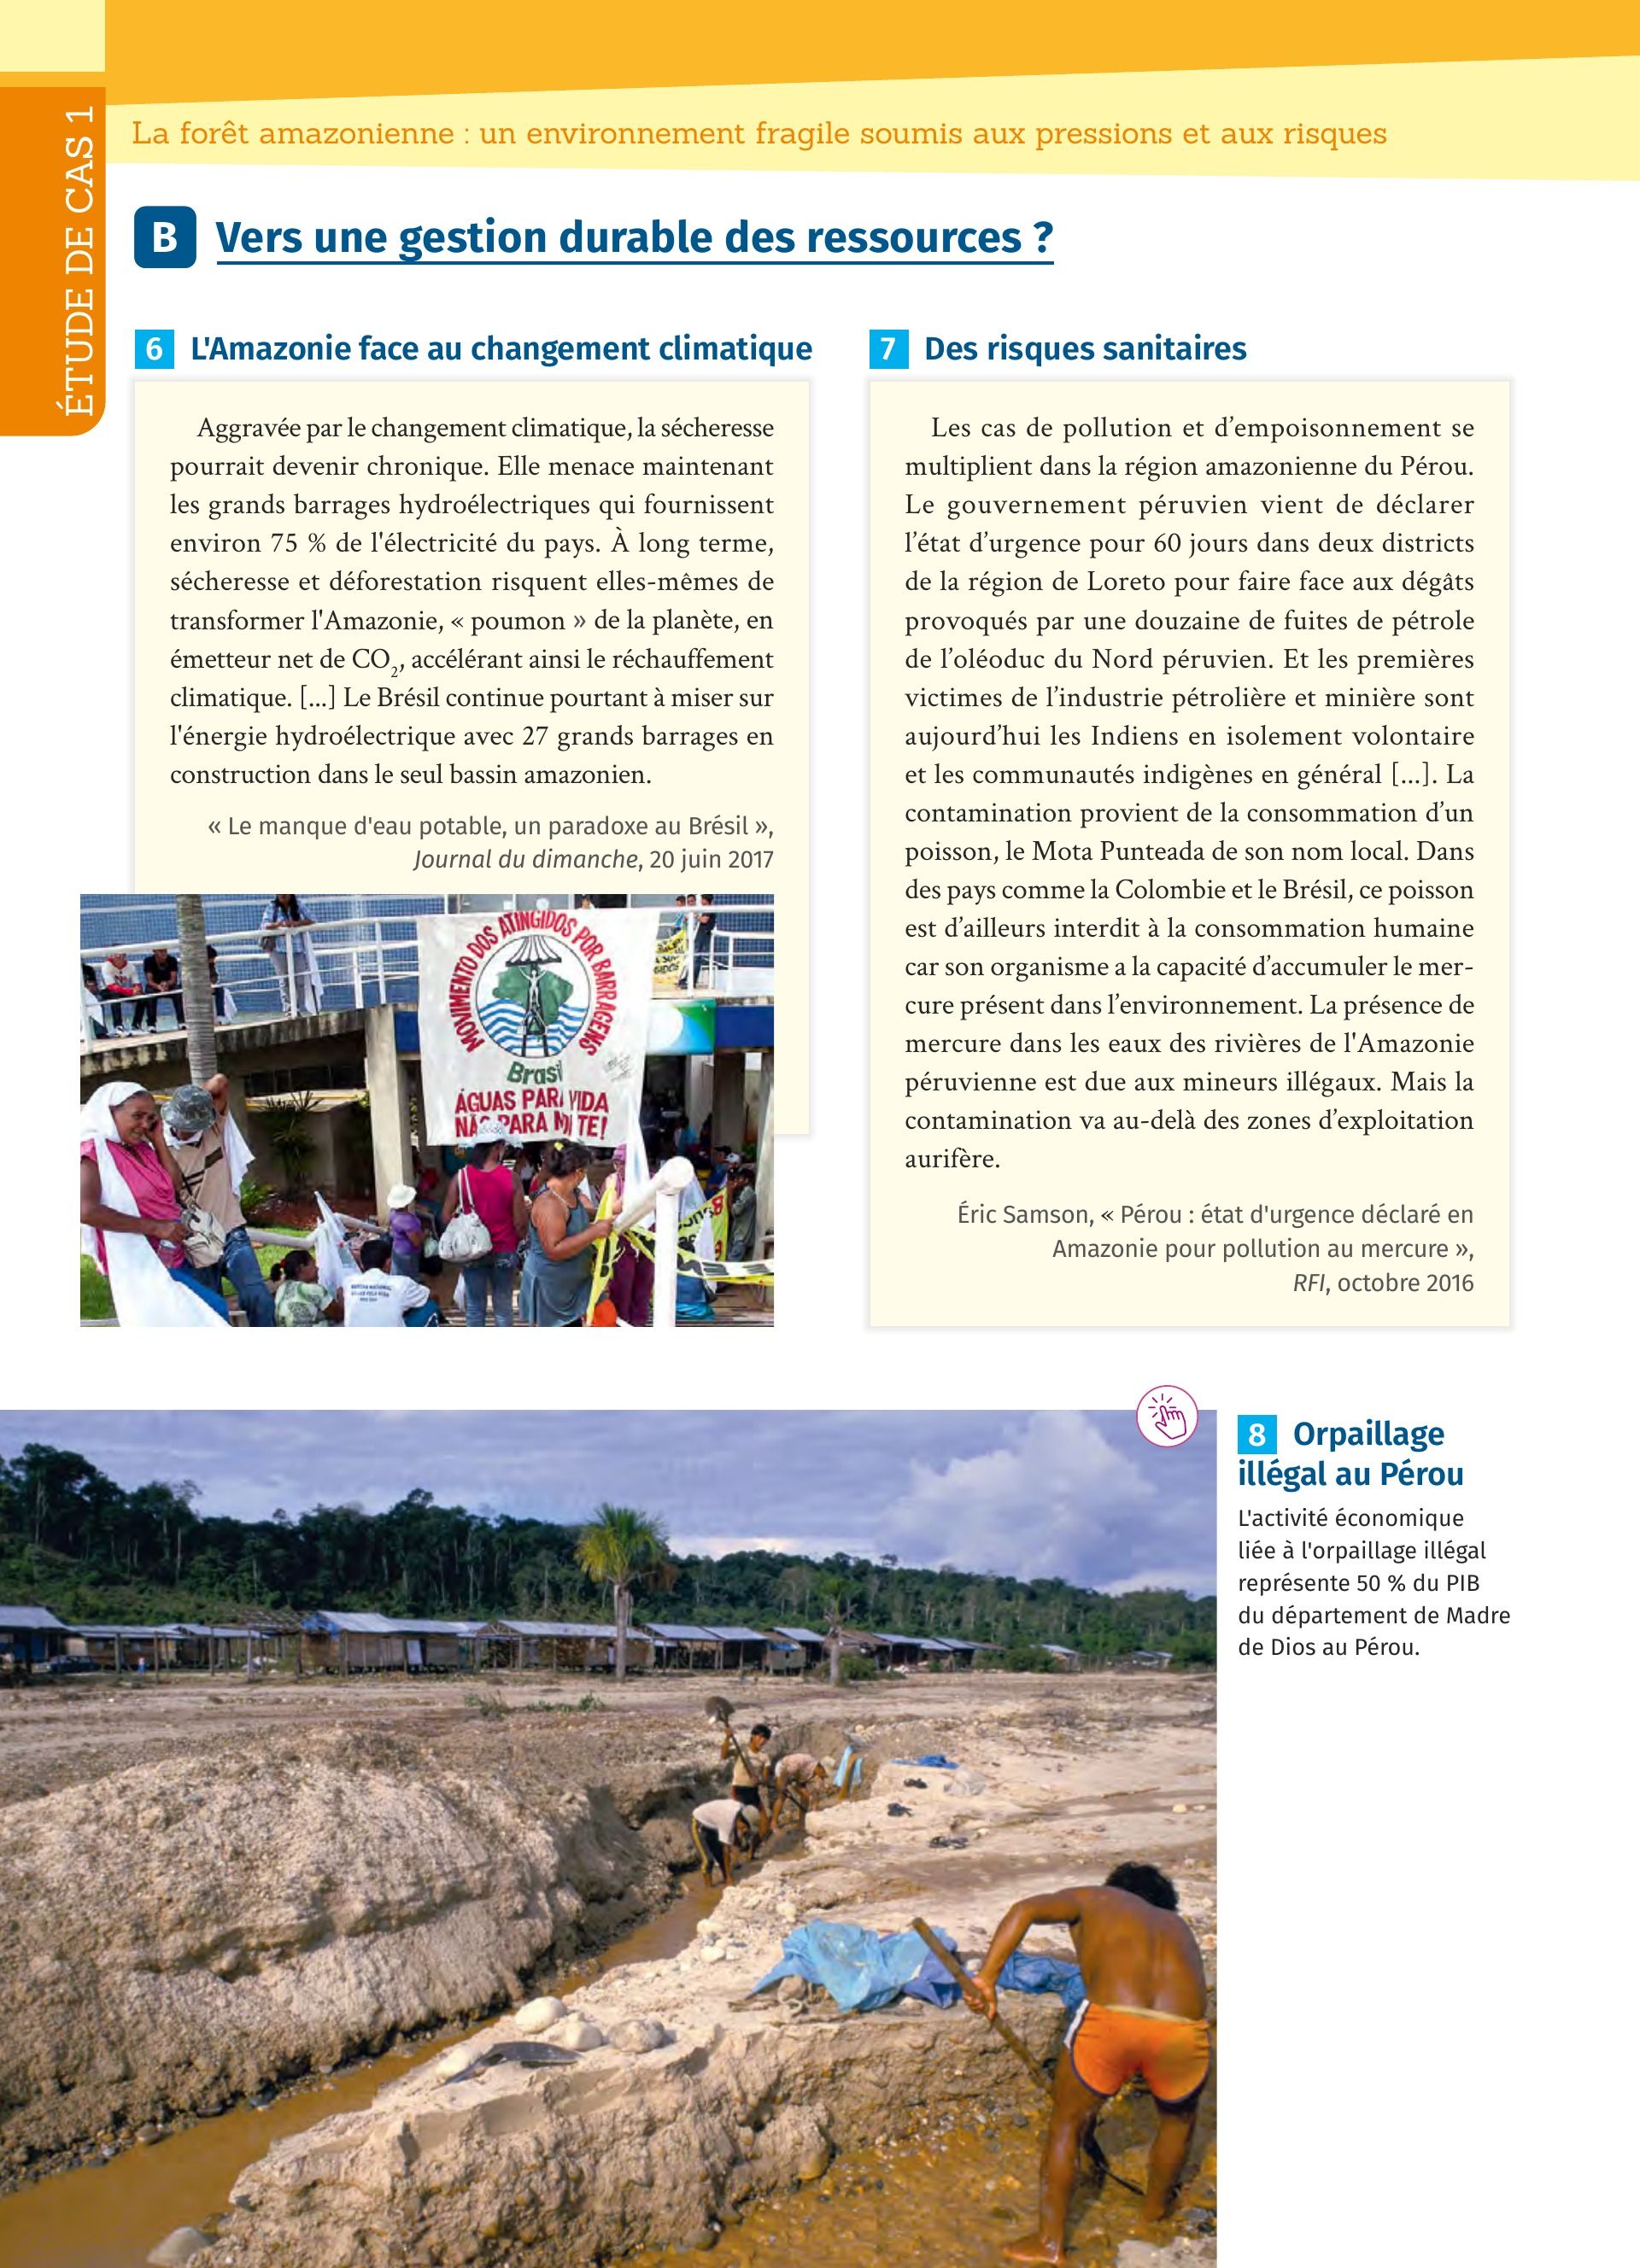 ÉTUDE DE CAS 1
La forêt amazonienne : un environnement fragile soumis aux pressions et aux risques
B Vers une gestion durable des ressources ?
6 L'Amazonie face au changement climatique
Aggravée par le changement climatique, la sécheresse
pourrait devenir chronique. Elle menace maintenant
les grands barrages hydroélectriques qui fournissent
environ 75 % de l'électricité du pays. À long terme,
sécheresse et déforestation risquent elles-mêmes de
transformer l'Amazonie, « poumon » de la planète, en
émetteur net de CO₂, accélérant ainsi le réchauffement
climatique. [...] Le Brésil continue pourtant à miser sur
l'énergie hydroélectrique avec 27 grands barrages en
construction dans le seul bassin amazonien.
« Le manque d'eau potable, un paradoxe au Brésil »,
Journal du dimanche, 20 juin 2017
MOVIMENTO DOS ATINGIDOS POR BARRAGENS
Brasil
ÁGUAS PARA VIDA
PARA
7 Des risques sanitaires
Les cas de pollution et d’empoisonnement se
multiplient dans la région amazonienne du Pérou.
Le gouvernement péruvien vient de déclarer
l’état d’urgence pour 60 jours dans deux districts
de la région de Loreto pour faire face aux dégâts
provoqués par une douzaine de fuites de pétrole
de l’oléoduc du Nord péruvien. Et les premières
victimes de l’industrie pétrolière et minière sont
aujourd’hui les Indiens en isolement volontaire
et les communautés indigènes en général [...]. La
contamination provient de la consommation d’un
poisson, le Mota Punteada de son nom local. Dans
des pays comme la Colombie et le Brésil, ce poisson
est d’ailleurs interdit à la consommation humaine
car son organisme a la capacité d’accumuler le mer-
cure présent dans l’environnement. La présence de
mercure dans les eaux des rivières de l'Amazonie
péruvienne est due aux mineurs illégaux. Mais la
contamination va au-delà des zones d’exploitation
aurifère.
Éric Samson, « Pérou : état d'urgence déclaré en
Amazonie pour pollution au mercure »,
RFI, octobre 2016
8 Orpaillage
illégal au Pérou
L'activité économique
liée à l'orpaillage illégal
représente 50 % du PIB
du département de Madre
de Dios au Pérou.